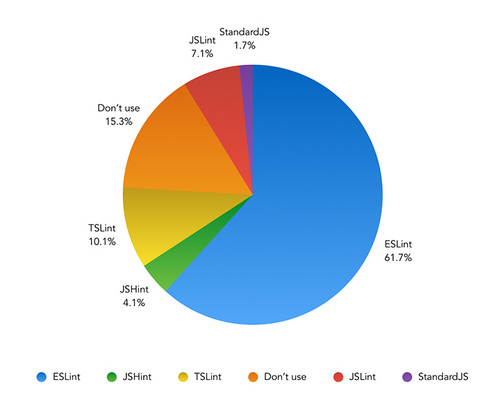 StandardJS
1.7%
JSLint
7.1%
Don’t use
15.3%
TSLint
10.1%
JSHint
4.1%
ESLint
61.7%
ESLint JSHint TSLint Don’t use JSLint StandardJS